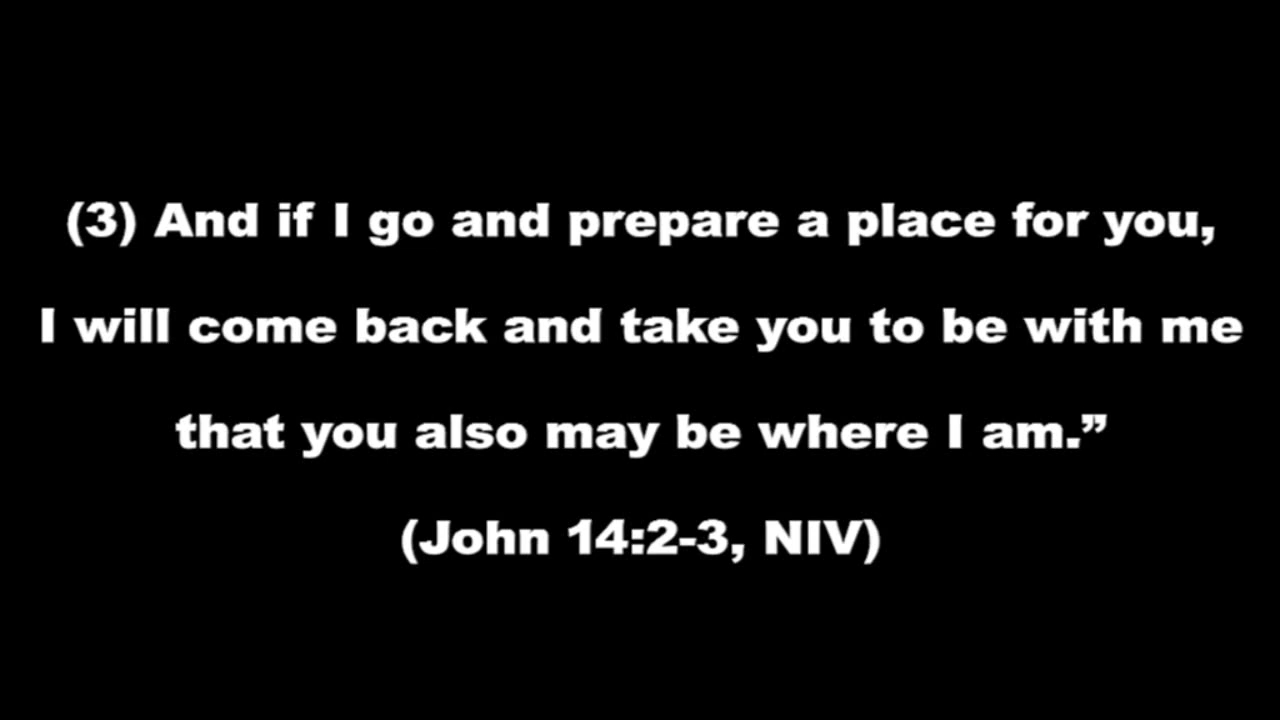 (3) And if I go and prepare a place for you,
I will come back and take you to be with me
that you also may be where I am.”
(John 14:2-3, NIV)